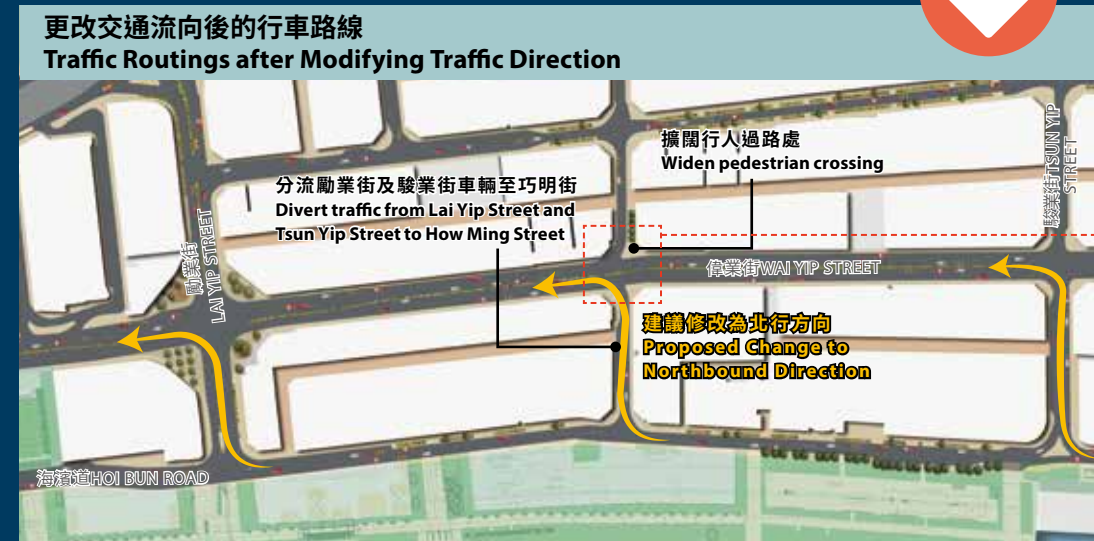 更改交通流向後的行車路線
Traffic Routings after Modifying Traffic Direction
擴闊行人過路處
Widen pedestrian crossing
分流勵業街及駿業街車輛至巧明街
Divert traffic from Lai Yip Street and
Tsun Yip Street to How Ming Street
駿業街TSUN YIP
STREET
勵業街
LAI YIP STREET
偉業街WAI YIP STREET
建議修改為北行方向
Proposed Change to
Northbound Direction
海濱道HOI BUN ROAD